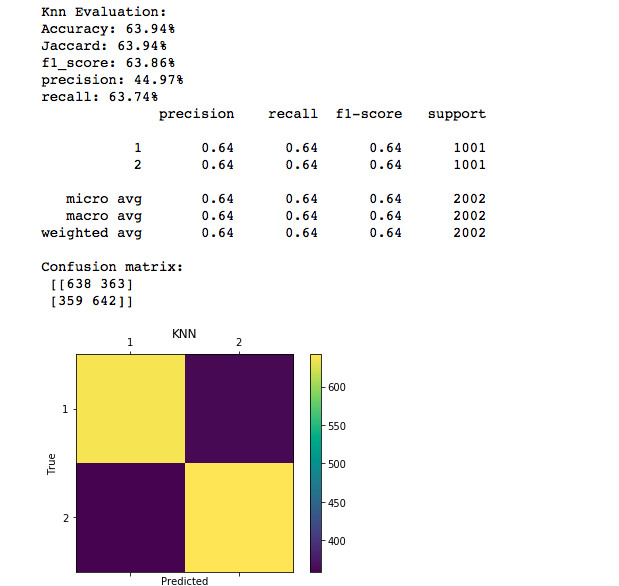 Knn Evaluation:
Accuracy: 63.94%
Jaccard: 63.94%
f1_score: 63.86%
precision: 44.97%
recall: 63.74%
precision recall f1-score support
1 0.64 0.64 0.64 1001
2 0.64 0.64 0.64 1001
micro avg 0.64 0.64 0.64 2002
macro avg 0.64 0.64 0.64 2002
weighted avg 0.64 0.64 0.64 2002
Confusion matrix:
[[638 363]
[359 642]]
KNN
1 2
600
1
550
True
500
450
2
400
Predicted